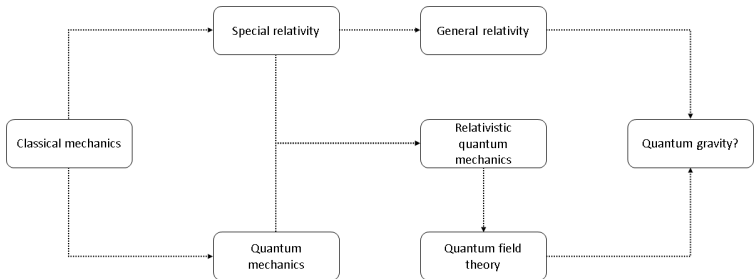 Special relativity
General relativity
Classical mechanics
Relativistic
quantum
mechanics
Quantum gravity?
Quantum
mechanics
Quantum field
theory